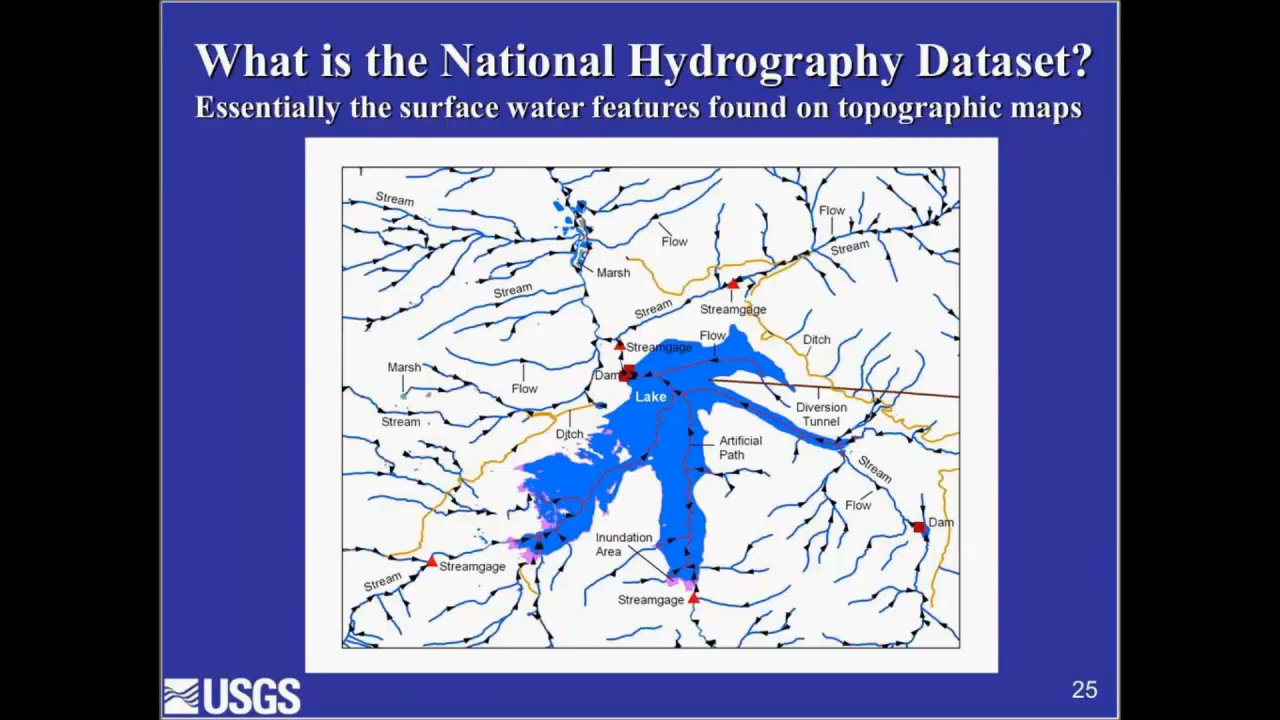 What is the National Hydrography Dataset?
Essentially the surface water features found on topographic maps
Stream
Flow
Flow
Stream
Marsh
Stream
Stream
Streamgage
Flow
Ditch
Streamgage
Marsh
Dam
Flow
Lake
Diversion
Tunnel
Stream
Ditch
Artificial
Path
Stream
Flow
Dam
Inundation
Area
Streamgage
Stream
Streamgage
USGS
25